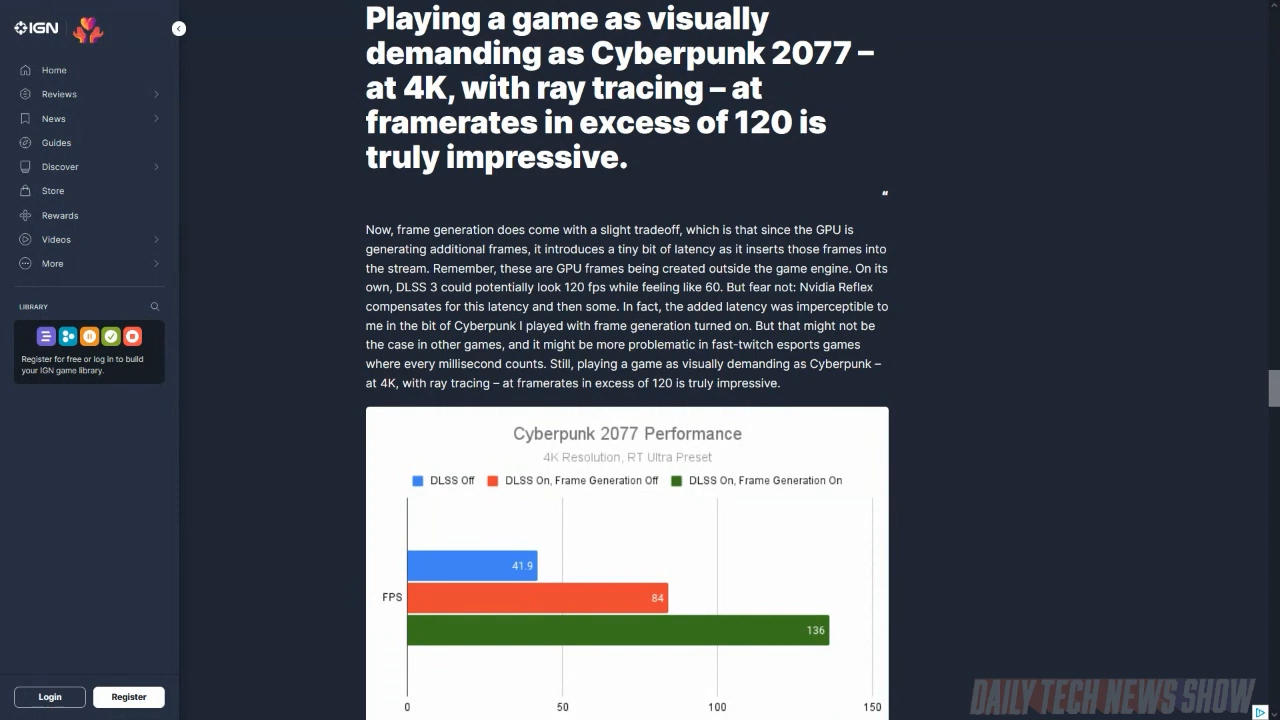 IGN
Home
Reviews
News
Guides
Discover
Store
Rewards
Videos
More
LIBRARY
Register for free or log in to build
your IGN game library.
Login
Register
Playing a game as visually
demanding as Cyberpunk 2077 –
at 4K, with ray tracing – at
framerates in excess of 120 is
truly impressive.
“
Now, frame generation does come with a slight tradeoff, which is that since the GPU is
generating additional frames, it introduces a tiny bit of latency as it inserts those frames into
the stream. Remember, these are GPU frames being created outside the game engine. On its
own, DLSS 3 could potentially look 120 fps while feeling like 60. But fear not: Nvidia Reflex
compensates for this latency and then some. In fact, the added latency was imperceptible to
me in the bit of Cyberpunk I played with frame generation turned on. But that might not be
the case in other games, and it might be more problematic in fast-twitch esports games
where every millisecond counts. Still, playing a game as visually demanding as Cyberpunk –
at 4K, with ray tracing – at framerates in excess of 120 is truly impressive.
Cyberpunk 2077 Performance
4K Resolution, RT Ultra Preset
DLSS Off DLSS On, Frame Generation Off DLSS On, Frame Generation On
41.9
FPS 84
136
0 50 100 150
DAILY TECH NEWS SHOW